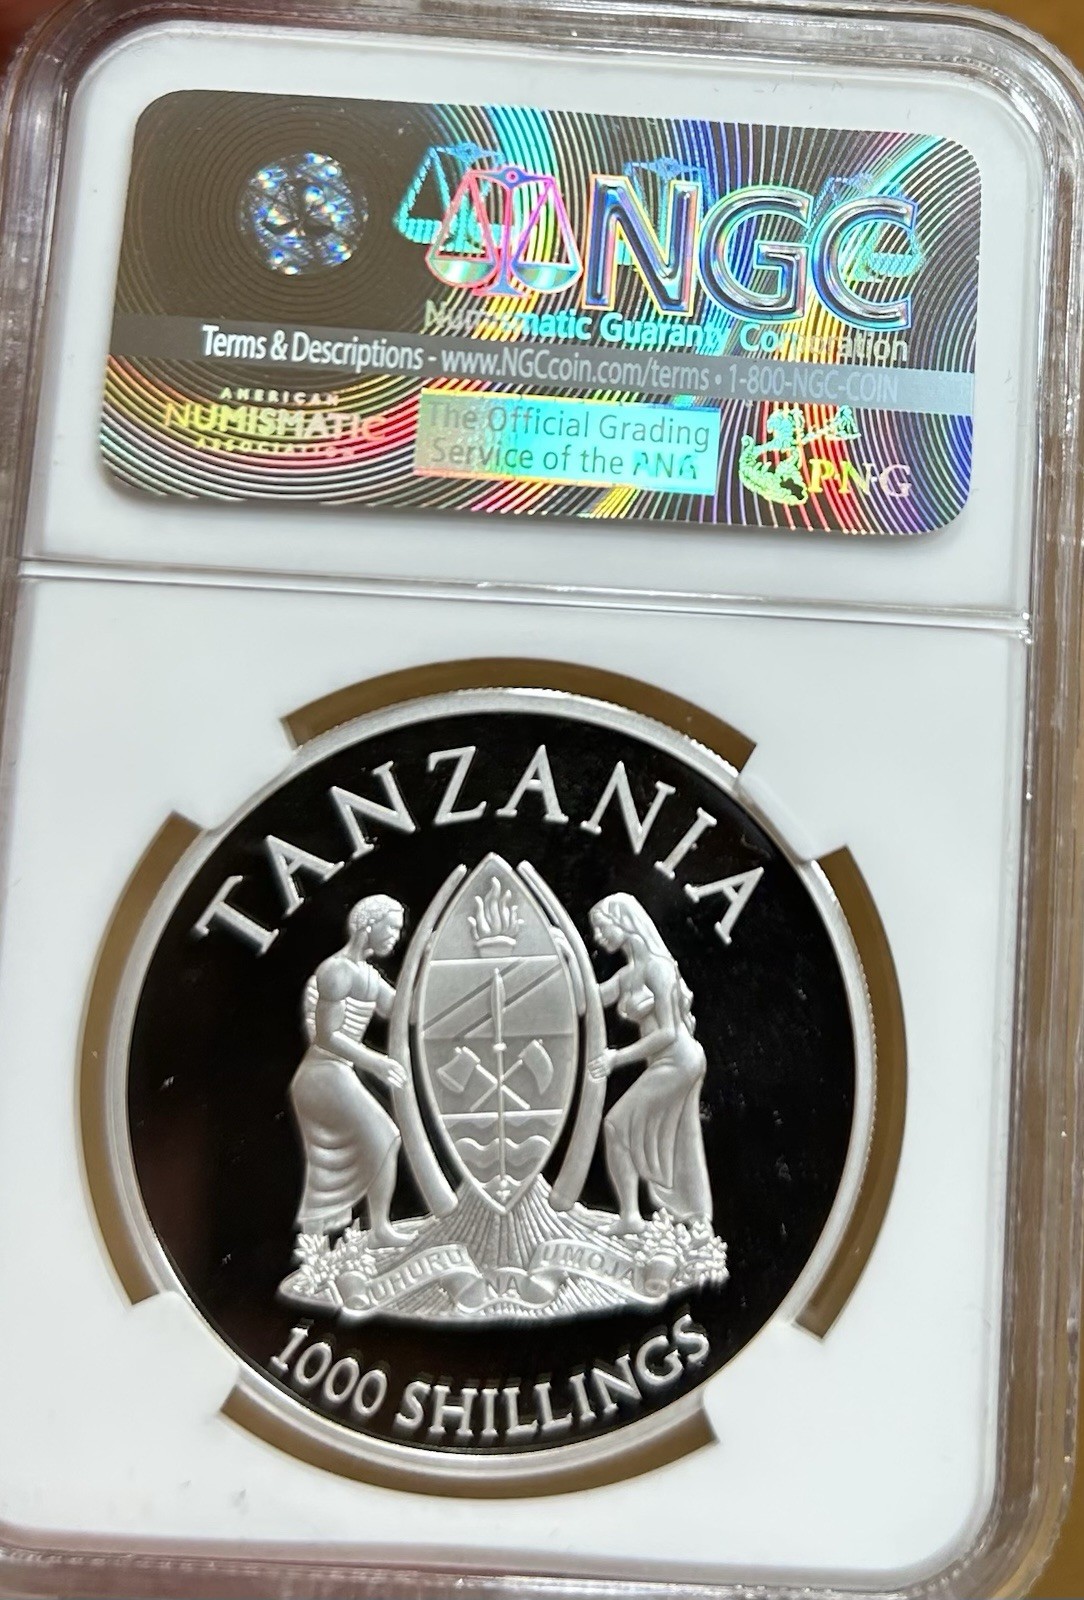 NGC
Numismatic Guaranty Corporation
Terms & Descriptions - www.NGCcoin.com/terms • 1-800-NGC-COIN
AMERICAN
NUMISMATIC
ASSOCIATION
The Official Grading
Service of the PNG
P·N·G
TANZANIA
UHURU NA UMOJA
1000 SHILLINGS